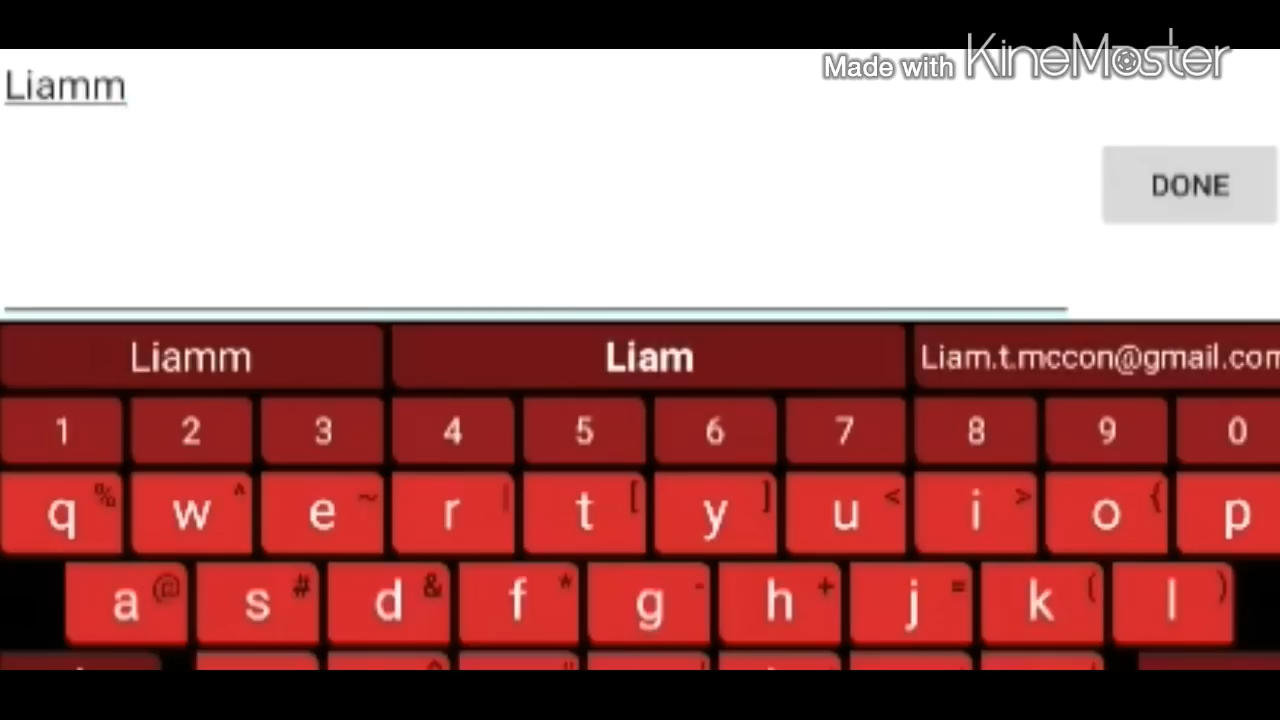 Made with KineMaster
Liamm
DONE
Liamm Liam Liam.t.mccon@gmail.com
1 2 3 4 5 6 7 8 9 0
q % w ^ e ~ r | t [ y ] u < i > o { p
a @ s # d & f * g - h + j = k ( l )